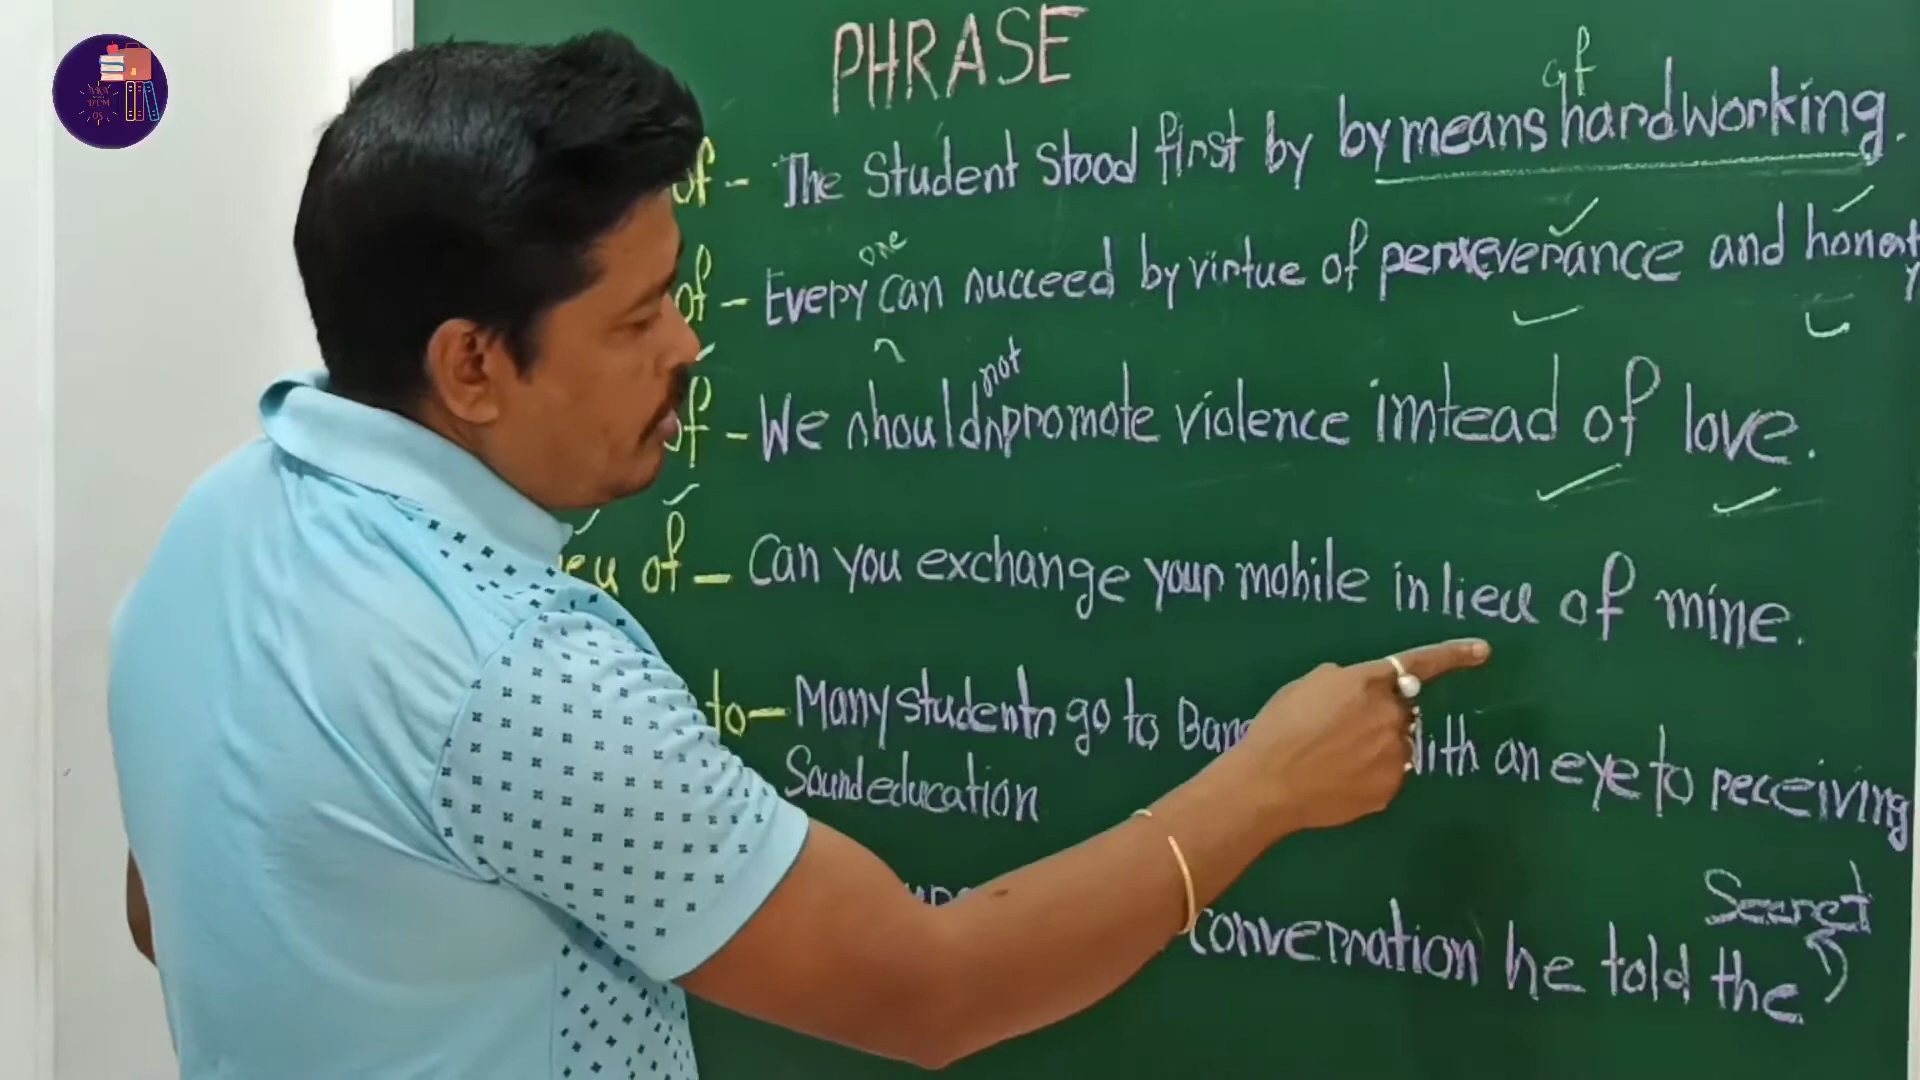 PHRASE
of
of - The Student Stood first by by means hardworking.
one
of - Every can succeed by virtue of perseverance and honesty
not
of - We should promote violence imtead of love.
ieu of - Can you exchange your mobile in lieu of mine.
to - Many students go to Bang with an eye to receiving
Sound education
Secret
conversation he told the